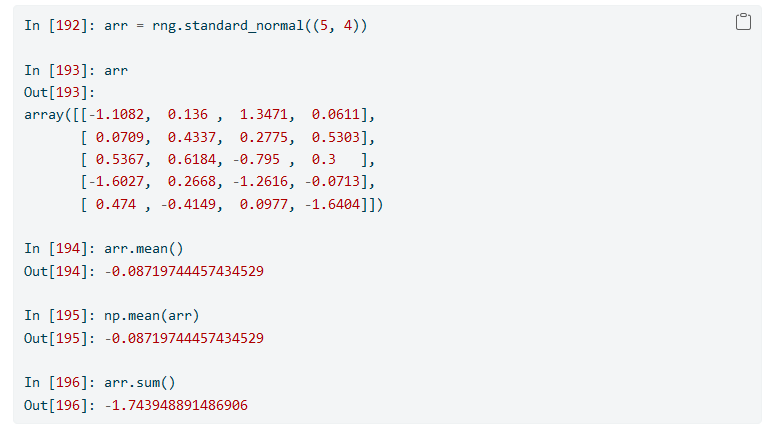 In [192]: arr = rng.standard_normal((5, 4))
In [193]: arr
Out[193]:
array([[-1.1082,  0.136 ,  1.3471,  0.0611],
       [ 0.0709,  0.4337,  0.2775,  0.5303],
       [ 0.5367,  0.6184, -0.795 ,  0.3   ],
       [-1.6027,  0.2668, -1.2616, -0.0713],
       [ 0.474 , -0.4149,  0.0977, -1.6404]])
In [194]: arr.mean()
Out[194]: -0.08719744457434529
In [195]: np.mean(arr)
Out[195]: -0.08719744457434529
In [196]: arr.sum()
Out[196]: -1.743948891486906